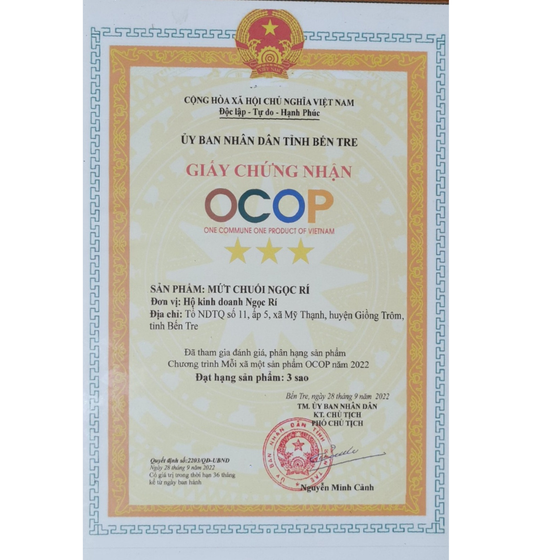 CỘNG HÒA XÃ HỘI CHỦ NGHĨA VIỆT NAM
Độc lập - Tự do - Hạnh Phúc
ỦY BAN NHÂN DÂN TỈNH BẾN TRE
GIẤY CHỨNG NHẬN
OCOP
ONE COMMUNE ONE PRODUCT OF VIETNAM
SẢN PHẨM: MỨT CHUỐI NGỌC RÍ
Đơn vị: Hộ kinh doanh Ngọc Rí
Địa chỉ: Tổ NDTQ số 11, ấp 5, xã Mỹ Thạnh, huyện Giồng Trôm,
tỉnh Bến Tre
Đã tham gia đánh giá, phân hạng sản phẩm
Chương trình Mỗi xã một sản phẩm OCOP năm 2022
Đạt hạng sản phẩm: 3 sao
Bến Tre, ngày 28 tháng 9 năm 2022
TM. ỦY BAN NHÂN DÂN
KT. CHỦ TỊCH
PHÓ CHỦ TỊCH
Quyết định số:2203/QĐ-UBND
Ngày 28 tháng 9 năm 2022
Có giá trị trong thời hạn 36 tháng
kể từ ngày ban hành
Nguyễn Minh Cảnh